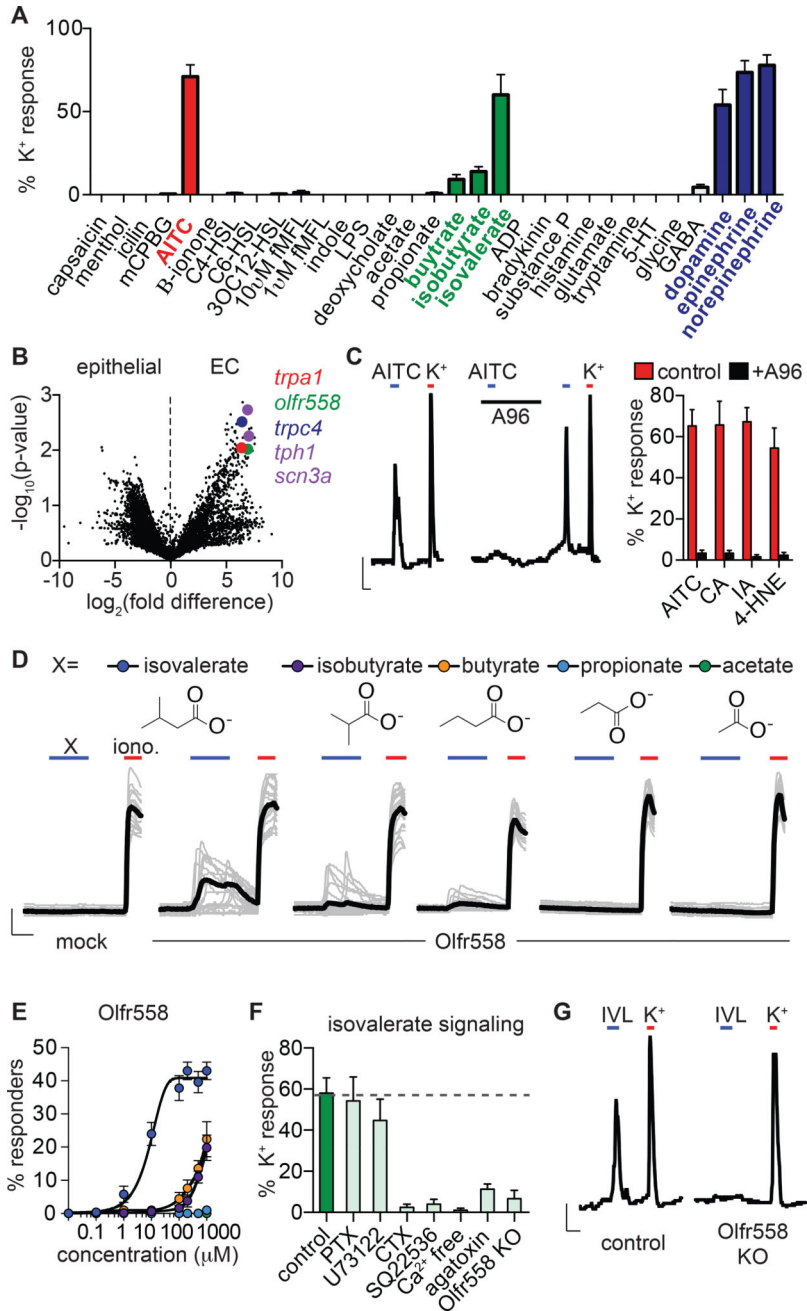 A
100
50
0
% K⁺ response
capsaicin
menthol
icilin
mCPBG
AITC
B-ionone
C4-HSL
C6-HSL
3OC12-HSL
10υM fMFL
1υM fMFL
indole
LPS
deoxycholate
acetate
propionate
buytrate
isobutyrate
isovalerate
ADP
bradykinin
substance P
histamine
glutamate
tryptamine
5-HT
glycine
GABA
dopamine
epinephrine
norepinephrine
B
epithelial EC
3
2
1
0
-log₁₀(p-value)
-10 -5 0 5 10
log₂(fold difference)
trpa1
olfr558
trpc4
tph1
scn3a
C
AITC K⁺ AITC K⁺
A96
control +A96
80
60
40
20
0
% K⁺ response
AITC
CA
IA
4-HNE
D
X= isovalerate isobutyrate butyrate propionate acetate
O O⁻ O O⁻ O O⁻ O O⁻ O O⁻
X iono.
mock Olfr558
E
Olfr558
50
40
30
20
10
0
% responders
0.1 1 10 100 1000
concentration (μM)
F
isovalerate signaling
80
60
40
20
0
% K⁺ response
control
PTX
U73122
CTX
SQ22536
Ca²⁺ free
agatoxin
Olfr558 KO
G
IVL K⁺ IVL K⁺
control Olfr558
KO